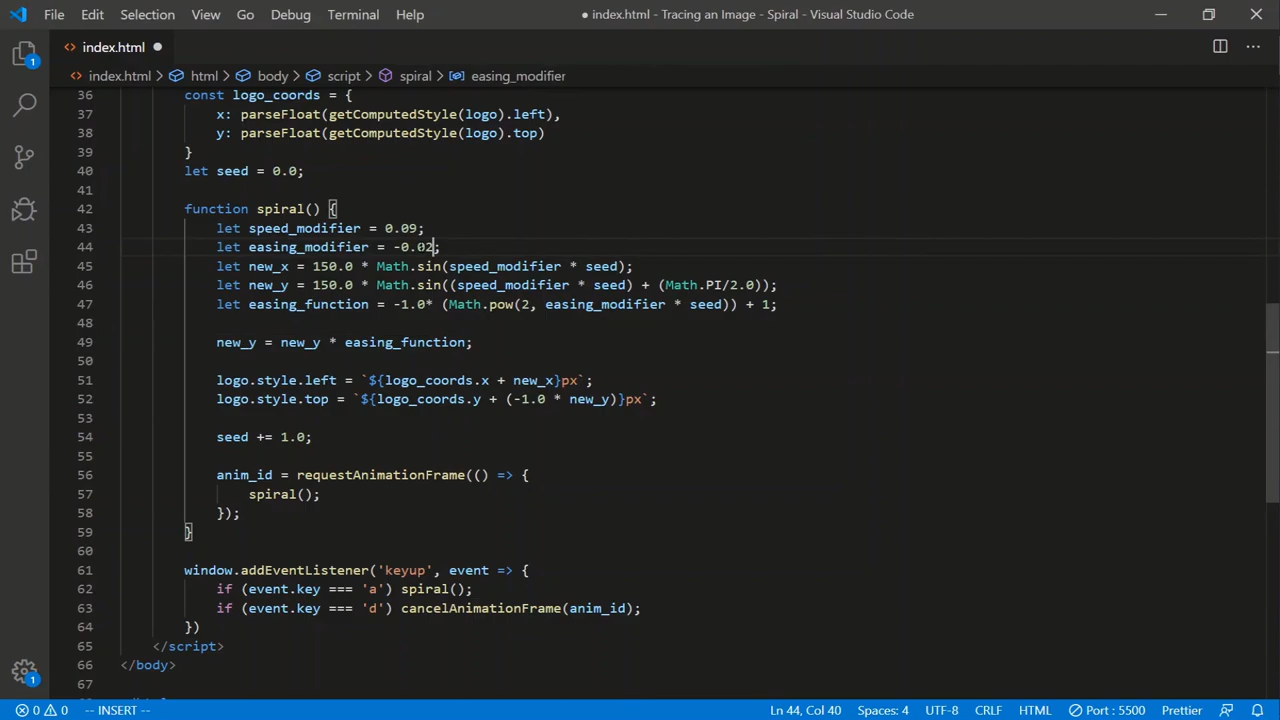 File Edit Selection View Go Debug Terminal Help ● index.html - Tracing an Image - Spiral - Visual Studio Code
index.html
index.html > html > body > script > spiral > easing_modifier
36 const logo_coords = {
37 x: parseFloat(getComputedStyle(logo).left),
38 y: parseFloat(getComputedStyle(logo).top)
39 }
40 let seed = 0.0;
41
42 function spiral() {
43 let speed_modifier = 0.09;
44 let easing_modifier = -0.02;
45 let new_x = 150.0 * Math.sin(speed_modifier * seed);
46 let new_y = 150.0 * Math.sin((speed_modifier * seed) + (Math.PI/2.0));
47 let easing_function = -1.0* (Math.pow(2, easing_modifier * seed)) + 1;
48
49 new_y = new_y * easing_function;
50
51 logo.style.left = `${logo_coords.x + new_x}px`;
52 logo.style.top = `${logo_coords.y + (-1.0 * new_y)}px`;
53
54 seed += 1.0;
55
56 anim_id = requestAnimationFrame(() => {
57 spiral();
58 });
59 }
60
61 window.addEventListener('keyup', event => {
62 if (event.key === 'a') spiral();
63 if (event.key === 'd') cancelAnimationFrame(anim_id);
64 })
65 </script>
66 </body>
67
1
1
0 0 -- INSERT -- Ln 44, Col 40 Spaces: 4 UTF-8 CRLF HTML Port : 5500 Prettier